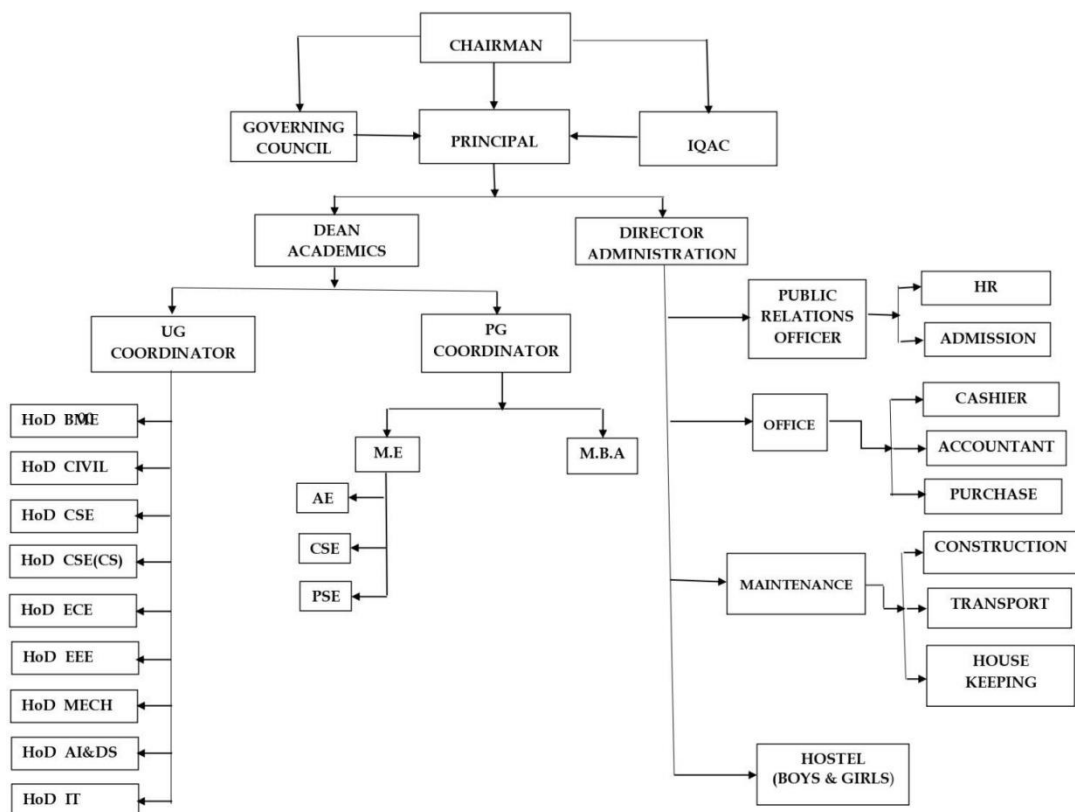 CHAIRMAN
GOVERNING
COUNCIL
PRINCIPAL
IQAC
DEAN
ACADEMICS
DIRECTOR
ADMINISTRATION
UG
COORDINATOR
PG
COORDINATOR
HoD BME
HoD CIVIL
HoD CSE
HoD CSE(CS)
HoD ECE
HoD EEE
HoD MECH
HoD AI&DS
HoD IT
M.E
M.B.A
AE
CSE
PSE
PUBLIC
RELATIONS
OFFICER
HR
ADMISSION
OFFICE
CASHIER
ACCOUNTANT
PURCHASE
MAINTENANCE
CONSTRUCTION
TRANSPORT
HOUSE
KEEPING
HOSTEL
(BOYS & GIRLS)